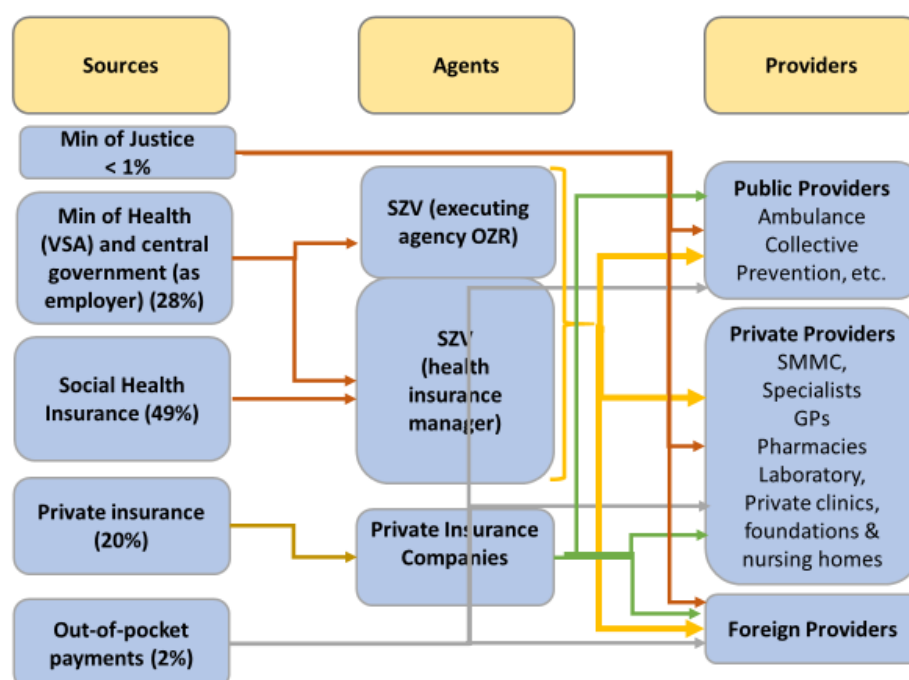 Sources
Agents
Providers
Min of Justice
< 1%
Min of Health
(VSA) and central
government (as
employer) (28%)
Social Health
Insurance (49%)
Private insurance
(20%)
Out-of-pocket
payments (2%)
SZV (executing
agency OZR)
SZV
(health
insurance
manager)
Private Insurance
Companies
Public Providers
Ambulance
Collective
Prevention, etc.
Private Providers
SMMC,
Specialists
GPs
Pharmacies
Laboratory,
Private clinics,
foundations &
nursing homes
Foreign Providers